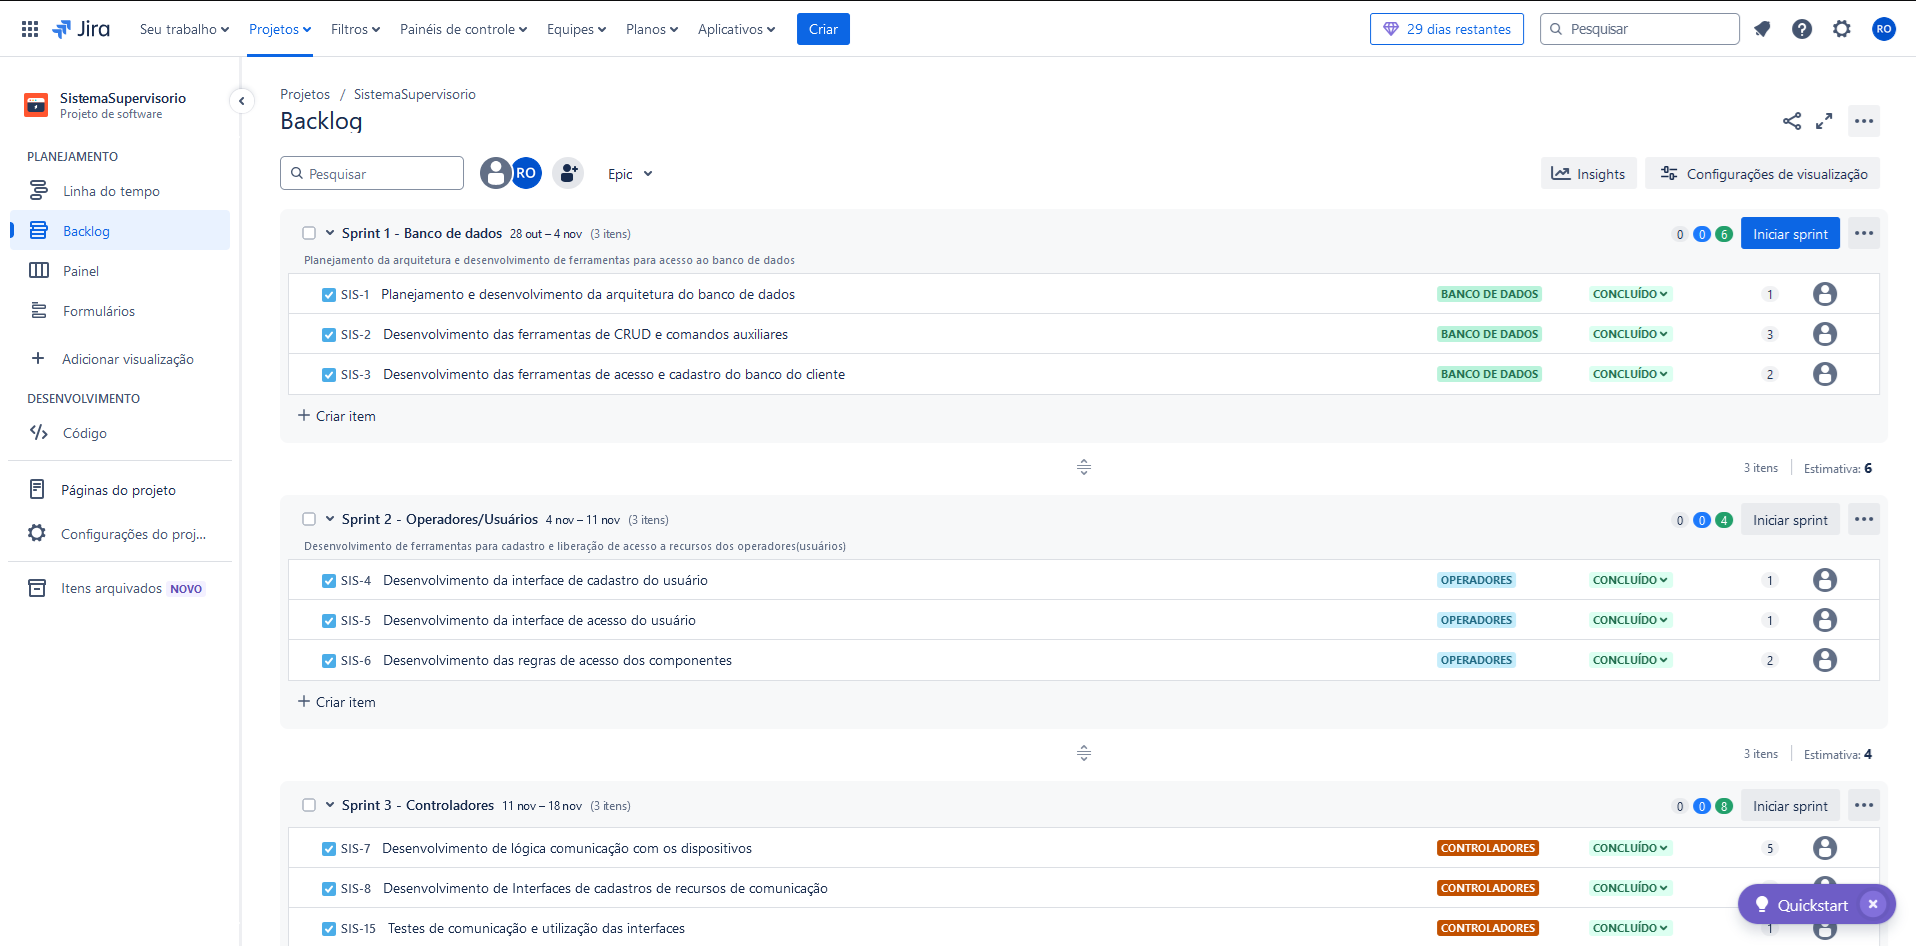 Jira Seu trabalho Projetos Filtros Painéis de controle Equipes Planos Aplicativos Criar 29 dias restantes Pesquisar RO
SistemaSupervisorio
Projeto de software
PLANEJAMENTO
Linha do tempo
Backlog
Painel
Formulários
Adicionar visualização
DESENVOLVIMENTO
Código
Páginas do projeto
Configurações do proj...
Itens arquivados NOVO
Projetos / SistemaSupervisorio
Backlog
Pesquisar RO Epic Insights Configurações de visualização
Sprint 1 - Banco de dados 28 out – 4 nov (3 itens) 0 0 6 Iniciar sprint
Planejamento da arquitetura e desenvolvimento de ferramentas para acesso ao banco de dados
SIS-1 Planejamento e desenvolvimento da arquitetura do banco de dados BANCO DE DADOS CONCLUÍDO 1
SIS-2 Desenvolvimento das ferramentas de CRUD e comandos auxiliares BANCO DE DADOS CONCLUÍDO 3
SIS-3 Desenvolvimento das ferramentas de acesso e cadastro do banco do cliente BANCO DE DADOS CONCLUÍDO 2
+ Criar item
3 itens Estimativa: 6
Sprint 2 - Operadores/Usuários 4 nov – 11 nov (3 itens) 0 0 4 Iniciar sprint
Desenvolvimento de ferramentas para cadastro e liberação de acesso a recursos dos operadores(usuários)
SIS-4 Desenvolvimento da interface de cadastro do usuário OPERADORES CONCLUÍDO 1
SIS-5 Desenvolvimento da interface de acesso do usuário OPERADORES CONCLUÍDO 1
SIS-6 Desenvolvimento das regras de acesso dos componentes OPERADORES CONCLUÍDO 2
+ Criar item
3 itens Estimativa: 4
Sprint 3 - Controladores 11 nov – 18 nov (3 itens) 0 0 8 Iniciar sprint
SIS-7 Desenvolvimento de lógica comunicação com os dispositivos CONTROLADORES CONCLUÍDO 5
SIS-8 Desenvolvimento de Interfaces de cadastros de recursos de comunicação CONTROLADORES CONCLUÍDO
Quickstart
SIS-15 Testes de comunicação e utilização das interfaces CONTROLADORES CONCLUÍDO 1